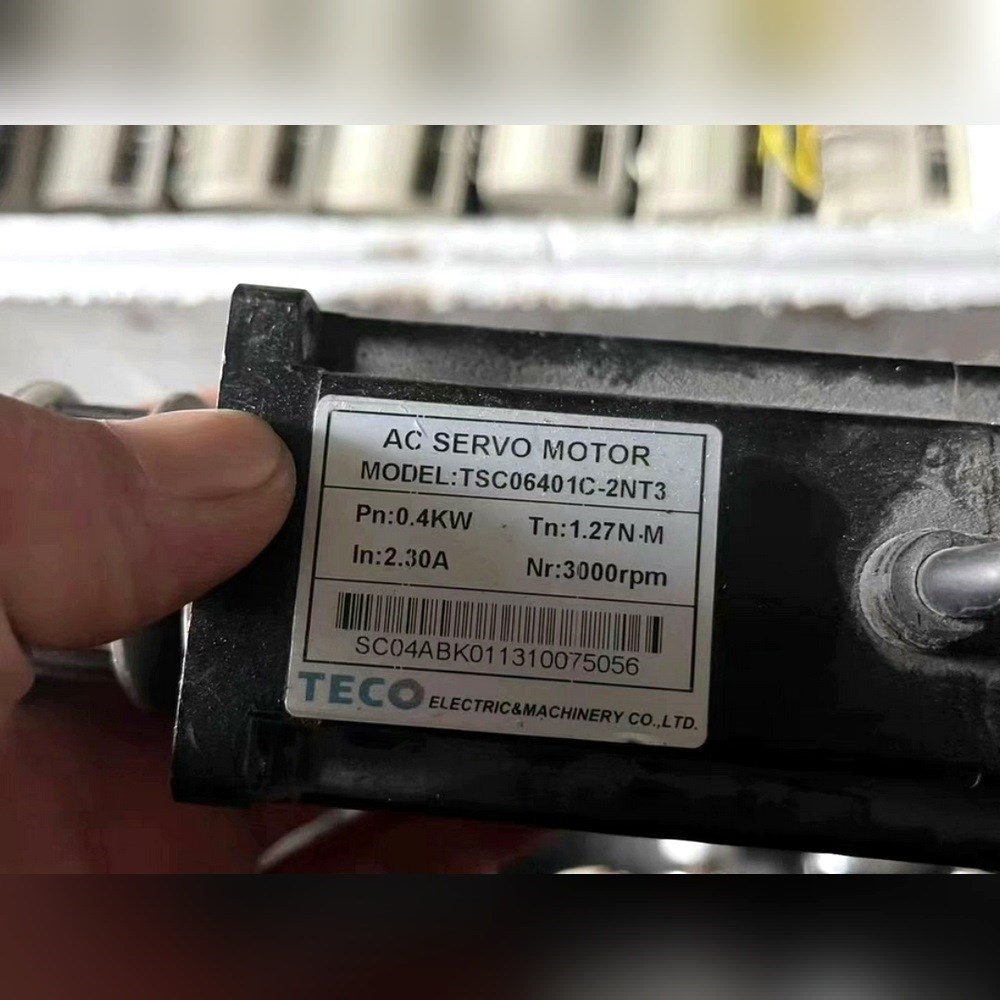 AC SERVO MOTOR
MODEL:TSC06401C-2NT3
Pn:0.4KW Tn:1.27N·M
In:2.30A Nr:3000rpm
SC04ABK011310075056
TECO ELECTRIC&MACHINERY CO.,LTD.